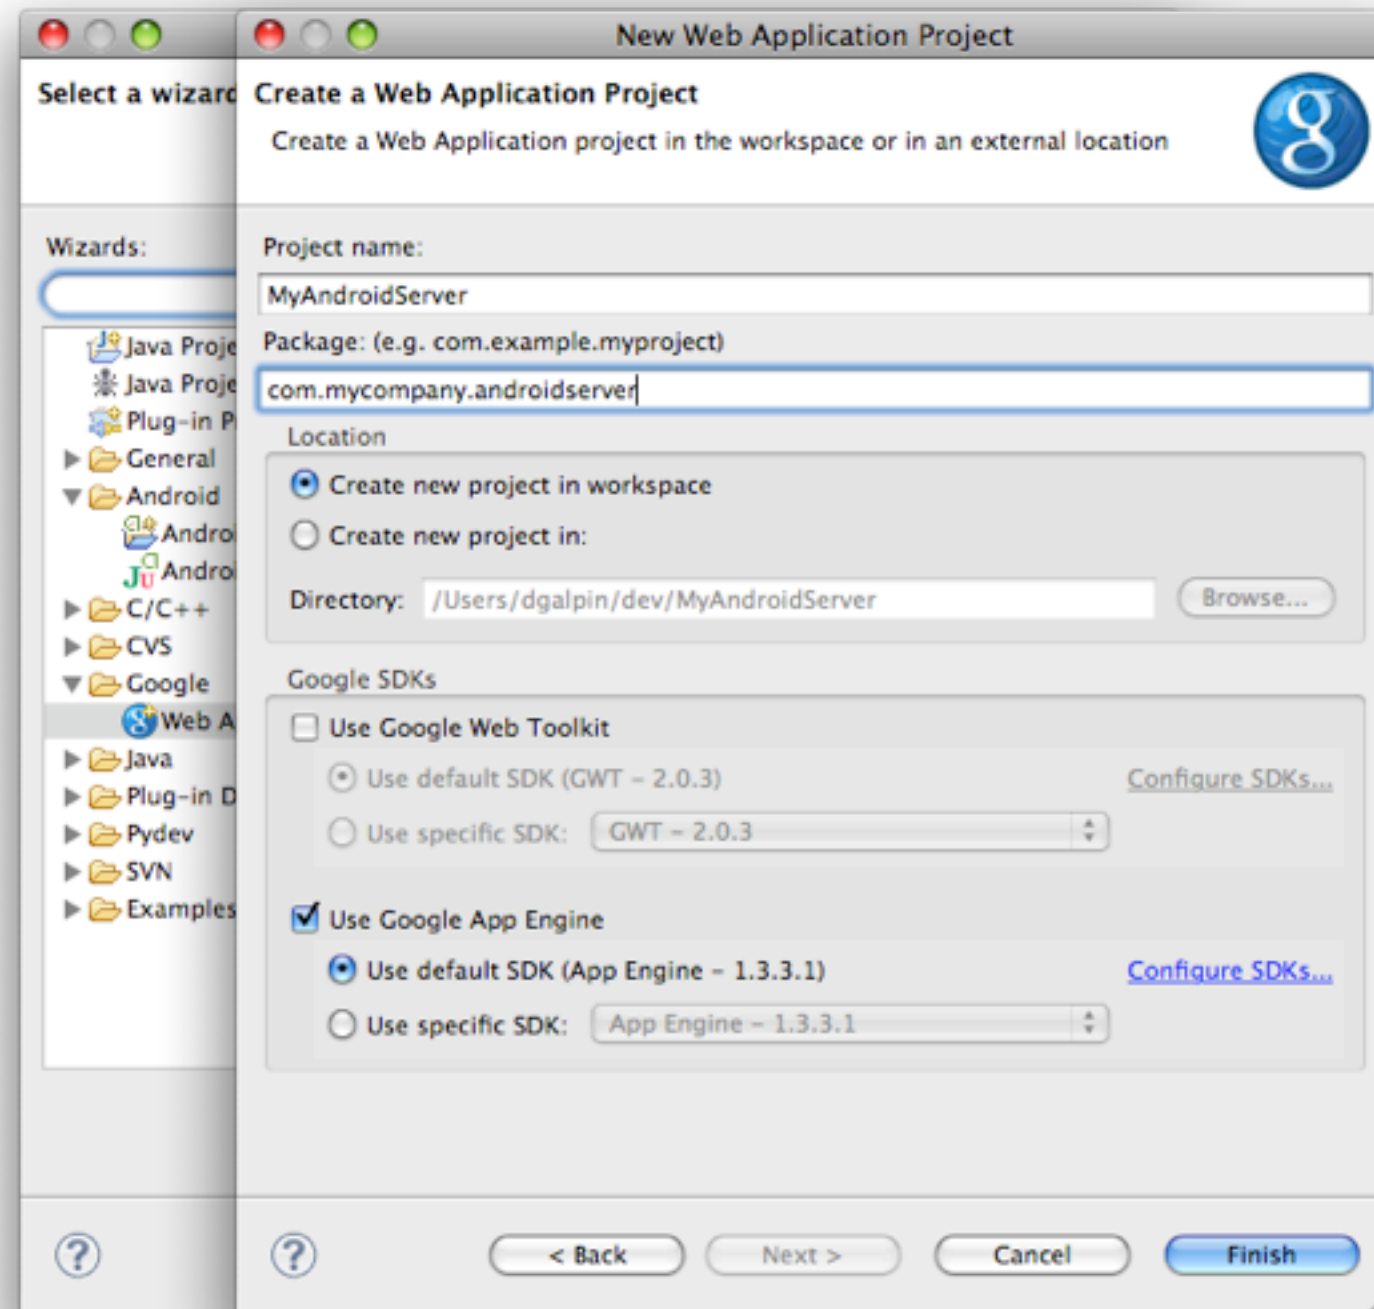 New Web Application Project
Select a wizard
Create a Web Application Project
Create a Web Application project in the workspace or in an external location
Wizards:
Java Proje
Java Proje
Plug-in P
General
Android
Androi
Androi
C/C++
CVS
Google
Web A
Java
Plug-in D
Pydev
SVN
Examples
Project name:
MyAndroidServer
Package: (e.g. com.example.myproject)
com.mycompany.androidserver
Location
Create new project in workspace
Create new project in:
Directory: /Users/dgalpin/dev/MyAndroidServer Browse...
Google SDKs
Use Google Web Toolkit
Use default SDK (GWT - 2.0.3) Configure SDKs...
Use specific SDK: GWT - 2.0.3
Use Google App Engine
Use default SDK (App Engine - 1.3.3.1) Configure SDKs...
Use specific SDK: App Engine - 1.3.3.1
? ? < Back Next > Cancel Finish